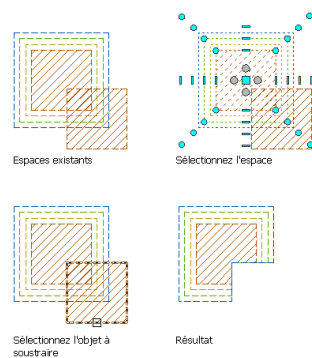 Espaces existants
Sélectionnez l'espace
Sélectionnez l'objet à
soustraire
Résultat